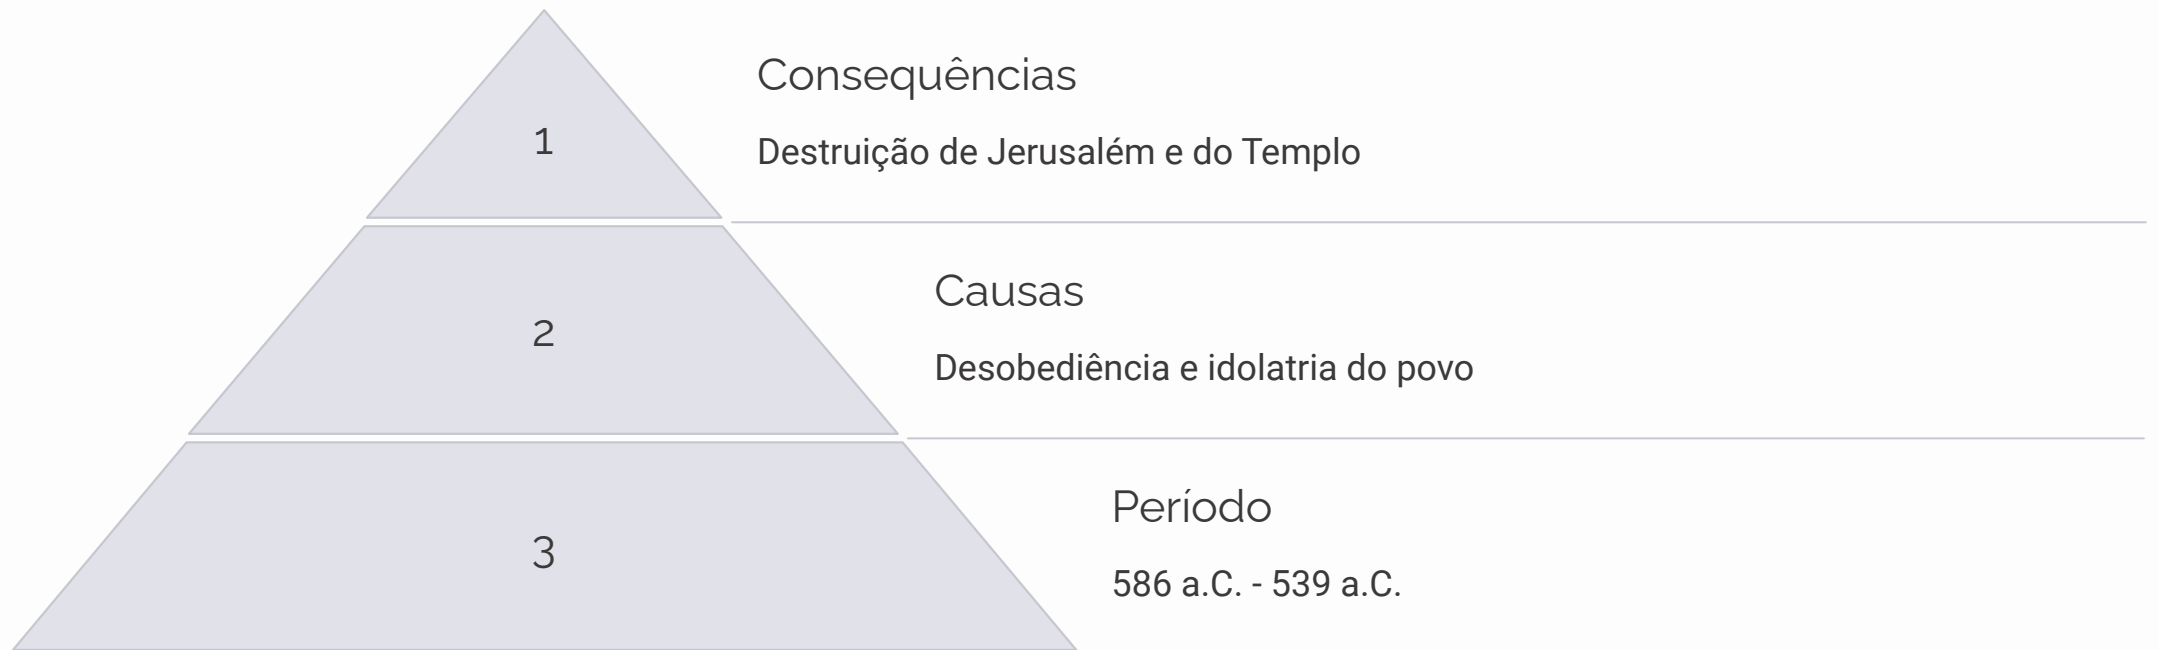 1
Consequências
Destruição de Jerusalém e do Templo
2
Causas
Desobediência e idolatria do povo
3
Período
586 a.C. - 539 a.C.